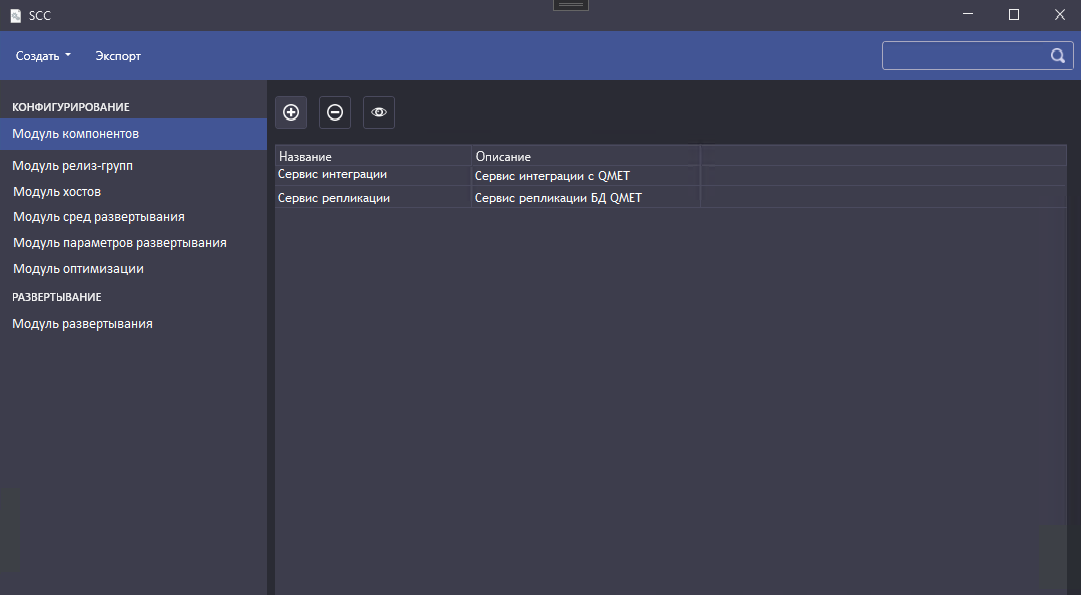 SCC
Создать Экспорт
КОНФИГУРИРОВАНИЕ
Модуль компонентов
Модуль релиз-групп
Модуль хостов
Модуль сред развертывания
Модуль параметров развертывания
Модуль оптимизации
РАЗВЕРТЫВАНИЕ
Модуль развертывания
Название Описание
Сервис интеграции Сервис интеграции с QMET
Сервис репликации Сервис репликации БД QMET